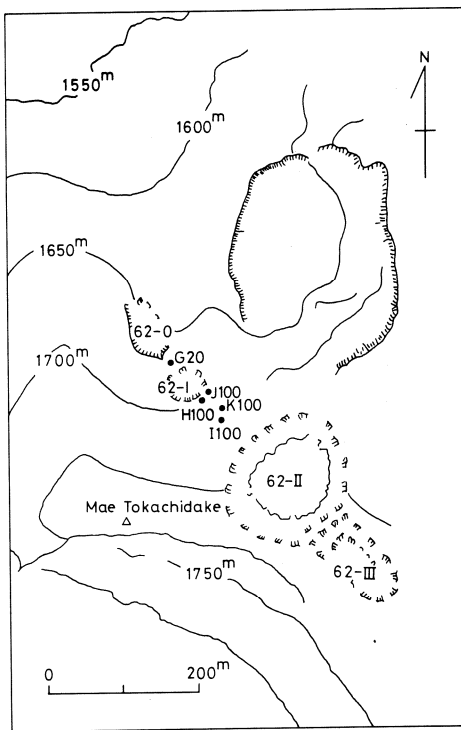 1550m
N
1600m
1650m
62-0
1700m
G20
62-I
J100
H100
K100
I100
62-II
Mae Tokachidake
62-III
1750m
0 200m